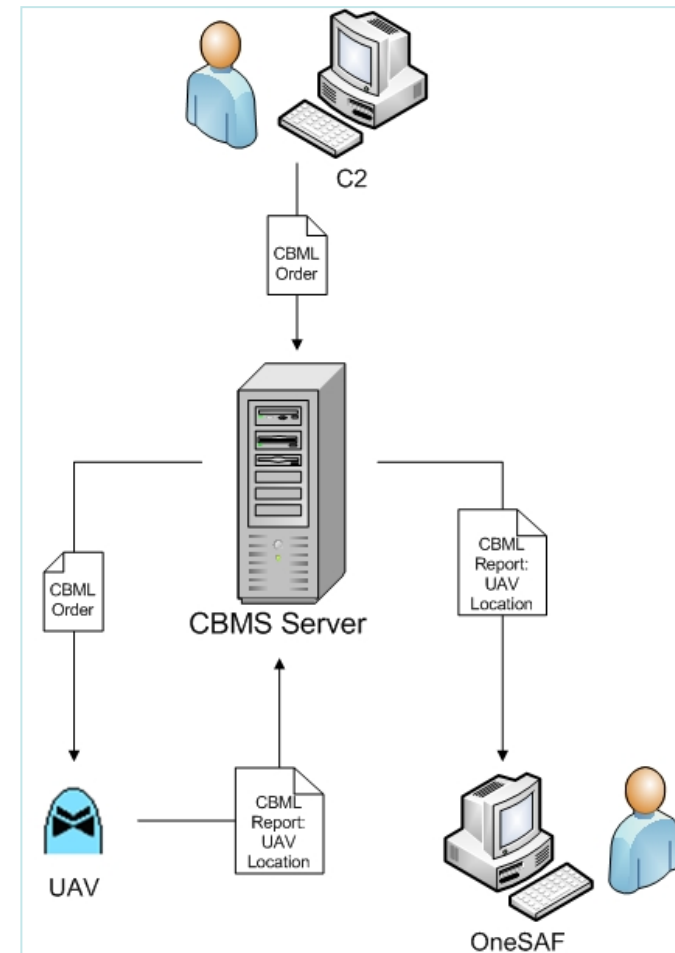 C2
CBML
Order
CBMS Server
CBML
Order
CBML
Report:
UAV
Location
CBML
Report:
UAV
Location
UAV
OneSAF